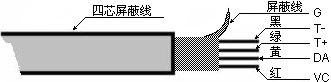 四芯屏蔽线
屏蔽线 G
黑 T-
绿 T+
黄 DA
红 VC